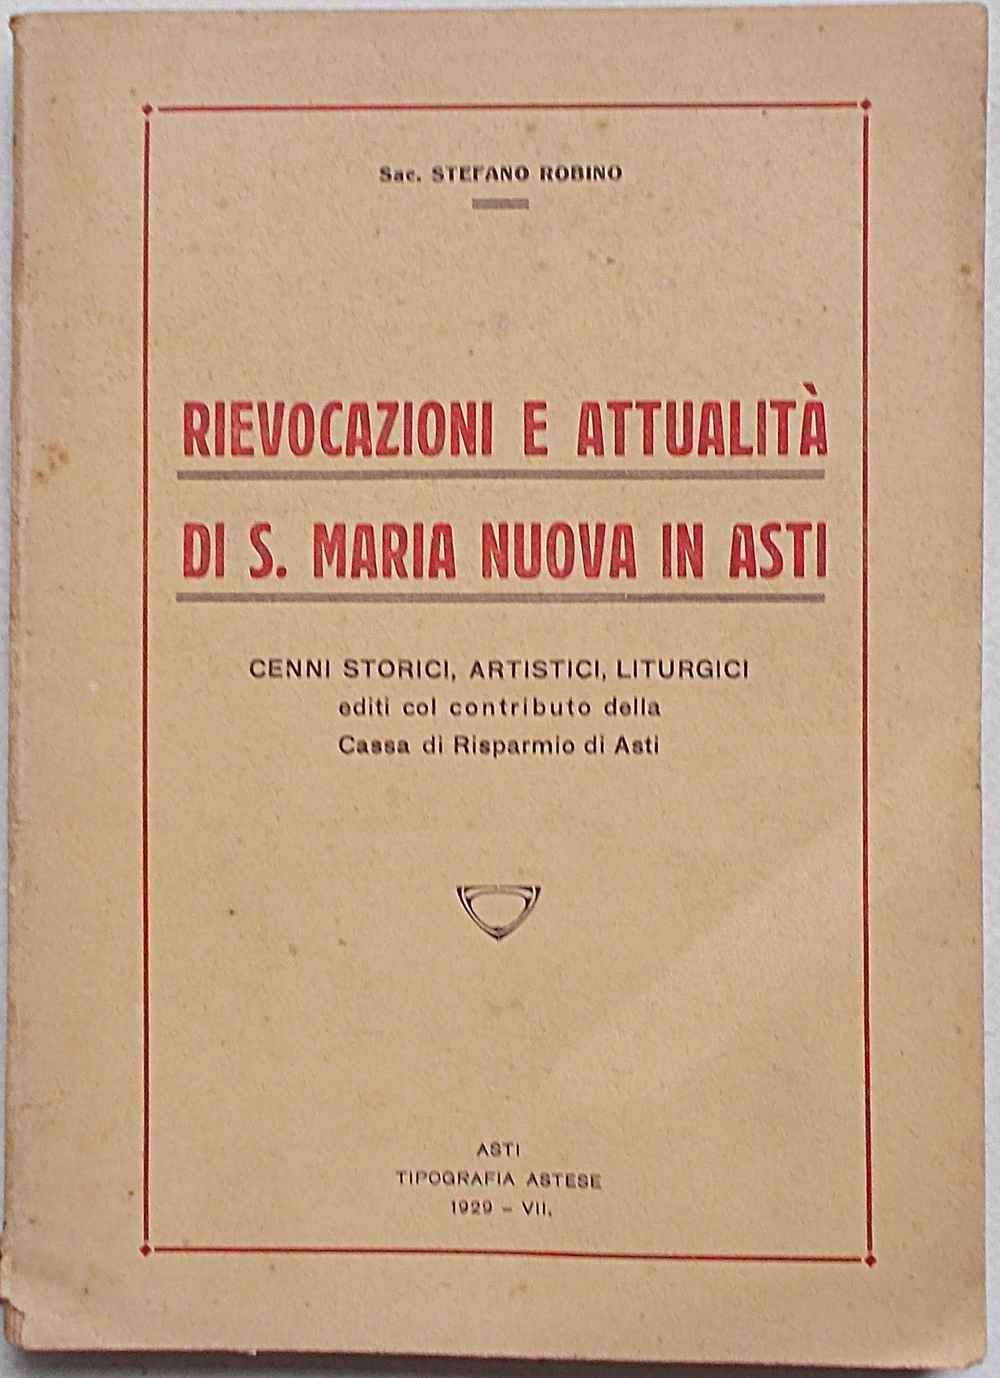 Sac. STEFANO ROBINO
RIEVOCAZIONI E ATTUALITÀ
DI S. MARIA NUOVA IN ASTI
CENNI STORICI, ARTISTICI, LITURGICI
editi col contributo della
Cassa di Risparmio di Asti
ASTI
TIPOGRAFIA ASTESE
1929 - VII.